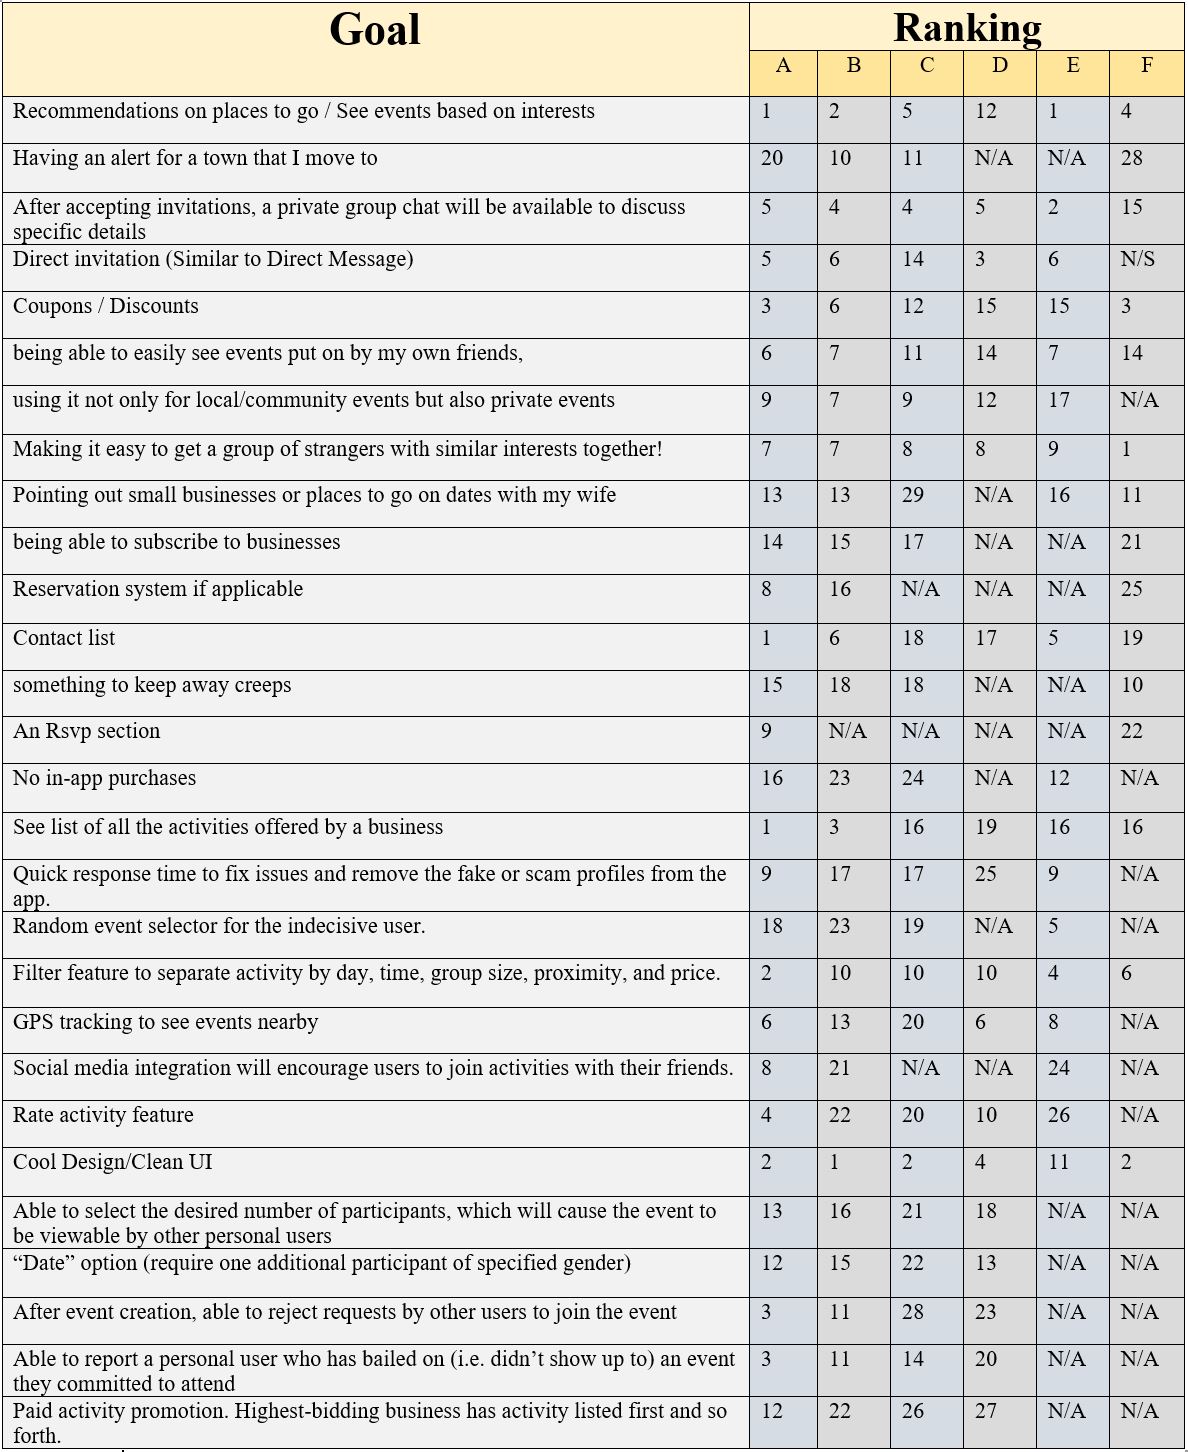 Goal Ranking
A B C D E F
Recommendations on places to go / See events based on interests 1 2 5 12 1 4
Having an alert for a town that I move to 20 10 11 N/A N/A 28
After accepting invitations, a private group chat will be available to discuss
specific details 5 4 4 5 2 15
Direct invitation (Similar to Direct Message) 5 6 14 3 6 N/S
Coupons / Discounts 3 6 12 15 15 3
being able to easily see events put on by my own friends, 6 7 11 14 7 14
using it not only for local/community events but also private events 9 7 9 12 17 N/A
Making it easy to get a group of strangers with similar interests together! 7 7 8 8 9 1
Pointing out small businesses or places to go on dates with my wife 13 13 29 N/A 16 11
being able to subscribe to businesses 14 15 17 N/A N/A 21
Reservation system if applicable 8 16 N/A N/A N/A 25
Contact list 1 6 18 17 5 19
something to keep away creeps 15 18 18 N/A N/A 10
An Rsvp section 9 N/A N/A N/A N/A 22
No in-app purchases 16 23 24 N/A 12 N/A
See list of all the activities offered by a business 1 3 16 19 16 16
Quick response time to fix issues and remove the fake or scam profiles from the
app. 9 17 17 25 9 N/A
Random event selector for the indecisive user. 18 23 19 N/A 5 N/A
Filter feature to separate activity by day, time, group size, proximity, and price. 2 10 10 10 4 6
GPS tracking to see events nearby 6 13 20 6 8 N/A
Social media integration will encourage users to join activities with their friends. 8 21 N/A N/A 24 N/A
Rate activity feature 4 22 20 10 26 N/A
Cool Design/Clean UI 2 1 2 4 11 2
Able to select the desired number of participants, which will cause the event to
be viewable by other personal users 13 16 21 18 N/A N/A
“Date” option (require one additional participant of specified gender) 12 15 22 13 N/A N/A
After event creation, able to reject requests by other users to join the event 3 11 28 23 N/A N/A
Able to report a personal user who has bailed on (i.e. didn’t show up to) an event
they committed to attend 3 11 14 20 N/A N/A
Paid activity promotion. Highest-bidding business has activity listed first and so
forth. 12 22 26 27 N/A N/A